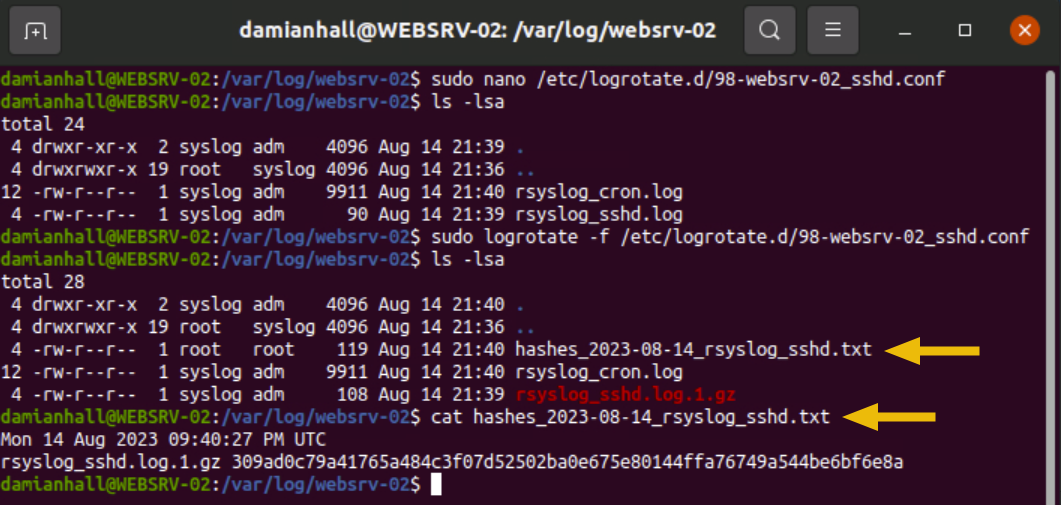 damianhall@WEBSRV-02: /var/log/websrv-02
damianhall@WEBSRV-02:/var/log/websrv-02$ sudo nano /etc/logrotate.d/98-websrv-02_sshd.conf
damianhall@WEBSRV-02:/var/log/websrv-02$ ls -lsa
total 24
 4 drwxr-xr-x  2 syslog adm    4096 Aug 14 21:39 .
 4 drwxrwxr-x 19 root   syslog 4096 Aug 14 21:36 ..
12 -rw-r--r--  1 syslog adm    9911 Aug 14 21:40 rsyslog_cron.log
 4 -rw-r--r--  1 syslog adm      90 Aug 14 21:39 rsyslog_sshd.log
damianhall@WEBSRV-02:/var/log/websrv-02$ sudo logrotate -f /etc/logrotate.d/98-websrv-02_sshd.conf
damianhall@WEBSRV-02:/var/log/websrv-02$ ls -lsa
total 28
 4 drwxr-xr-x  2 syslog adm    4096 Aug 14 21:40 .
 4 drwxrwxr-x 19 root   syslog 4096 Aug 14 21:36 ..
 4 -rw-r--r--  1 root   root    119 Aug 14 21:40 hashes_2023-08-14_rsyslog_sshd.txt
12 -rw-r--r--  1 syslog adm    9911 Aug 14 21:40 rsyslog_cron.log
 4 -rw-r--r--  1 syslog adm     108 Aug 14 21:39 rsyslog_sshd.log.1.gz
damianhall@WEBSRV-02:/var/log/websrv-02$ cat hashes_2023-08-14_rsyslog_sshd.txt
Mon 14 Aug 2023 09:40:27 PM UTC
rsyslog_sshd.log.1.gz 309ad0c79a41765a484c3f07d52502ba0e675e80144ffa76749a544be6bf6e8a
damianhall@WEBSRV-02:/var/log/websrv-02$